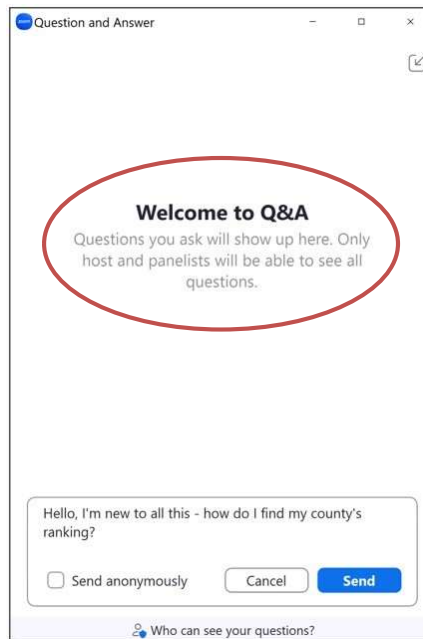 Question and Answer
Welcome to Q&A
Questions you ask will show up here. Only
host and panelists will be able to see all
questions.
Hello, I'm new to all this - how do I find my county's
ranking?
Send anonymously
Cancel
Send
Who can see your questions?